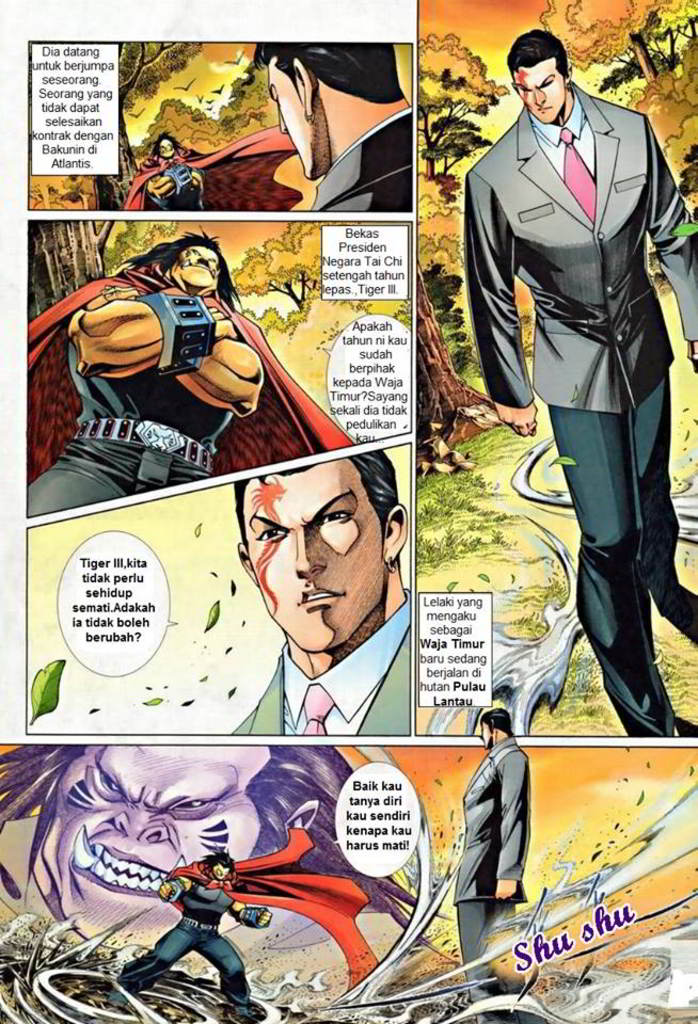 Dia datang
untuk berjumpa
seseorang.
Seorang yang
tidak dapat
selesaikan
kontrak dengan
Bakunin di
Atlantis.
Bekas
Presiden
Negara Tai Chi
setengah tahun
lepas.,Tiger III.
Apakah
tahun ni kau
sudah
berpihak
kepada Waja
Timur?Sayang
sekali dia tidak
pedulikan
kau...
Tiger III,kita
tidak perlu
sehidup
semati.Adakah
ia tidak boleh
berubah?
Lelaki yang
mengaku
sebagai
Waja Timur
baru sedang
berjalan di
hutan Pulau
Lantau
Baik kau
tanya diri
kau sendiri
kenapa kau
harus mati!
Shu shu